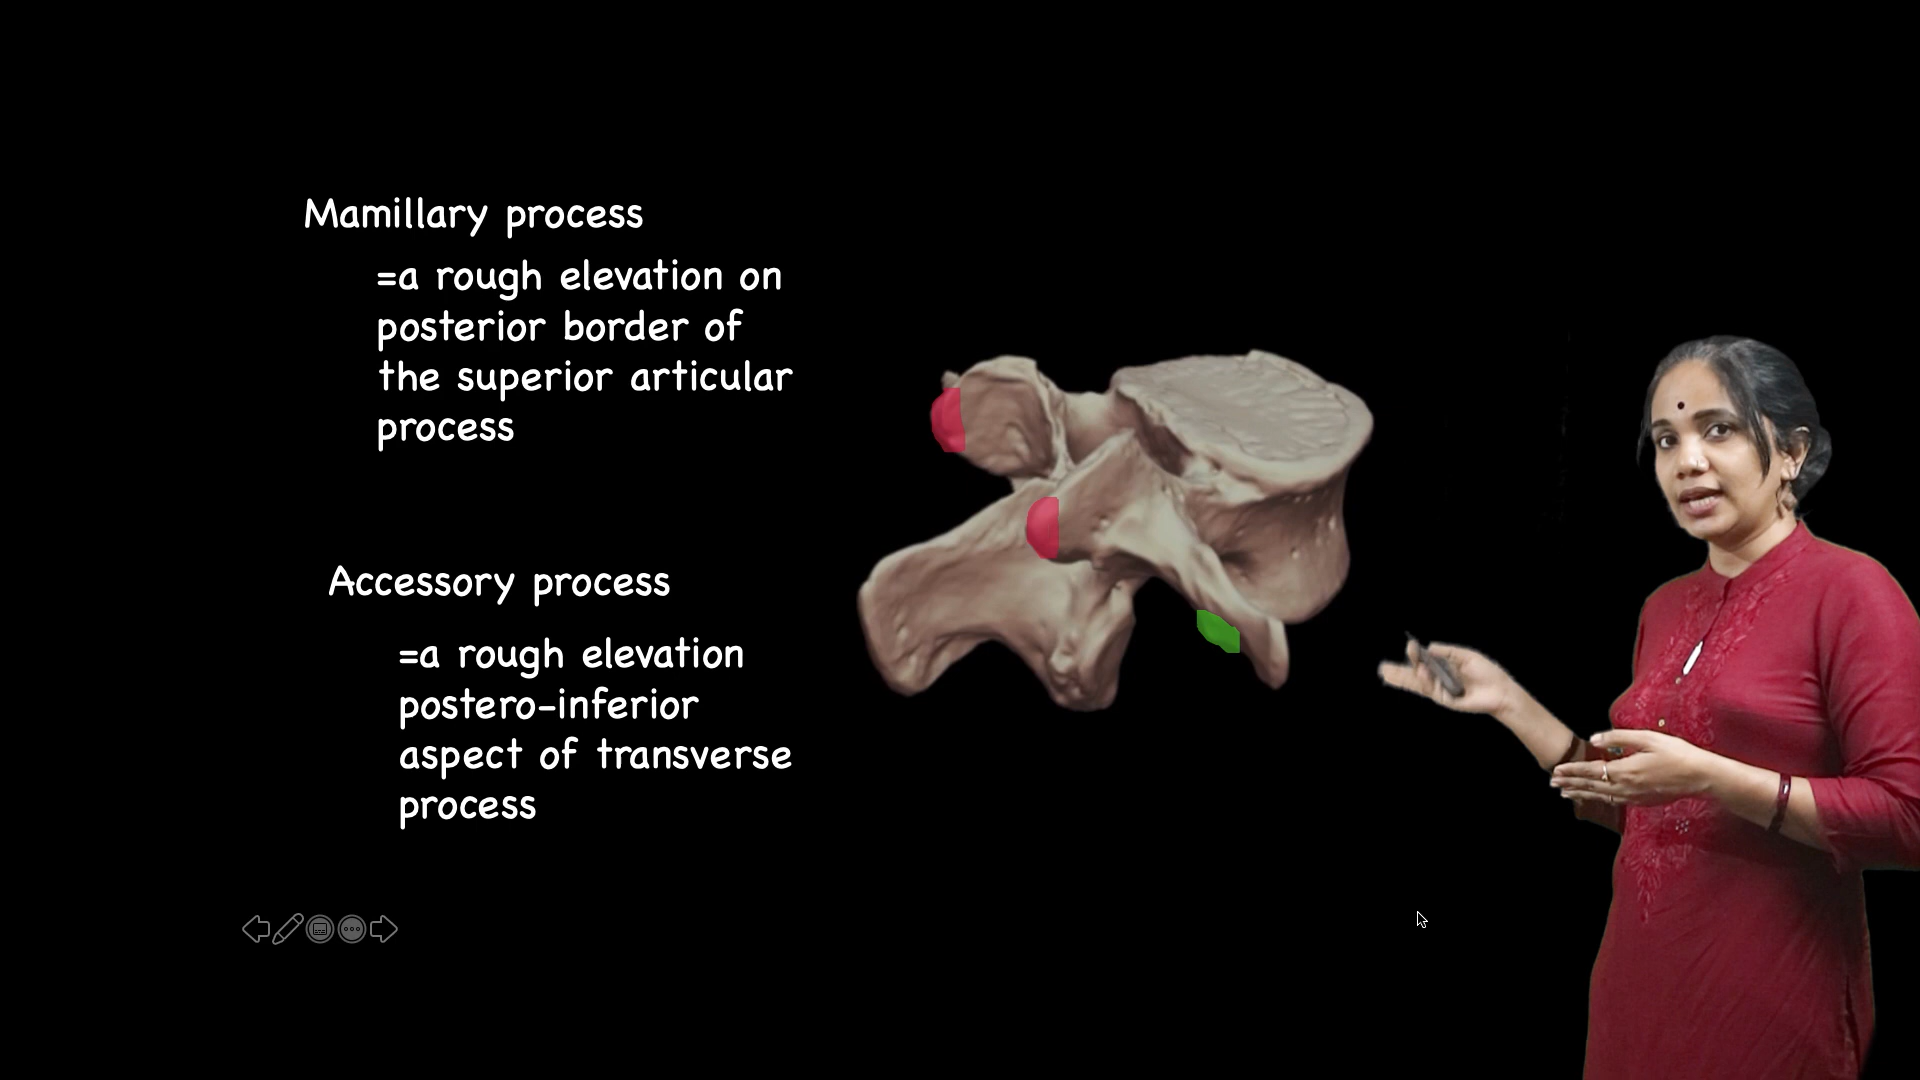 Mamillary process
=a rough elevation on
posterior border of
the superior articular
process
Accessory process
=a rough elevation
postero-inferior
aspect of transverse
process